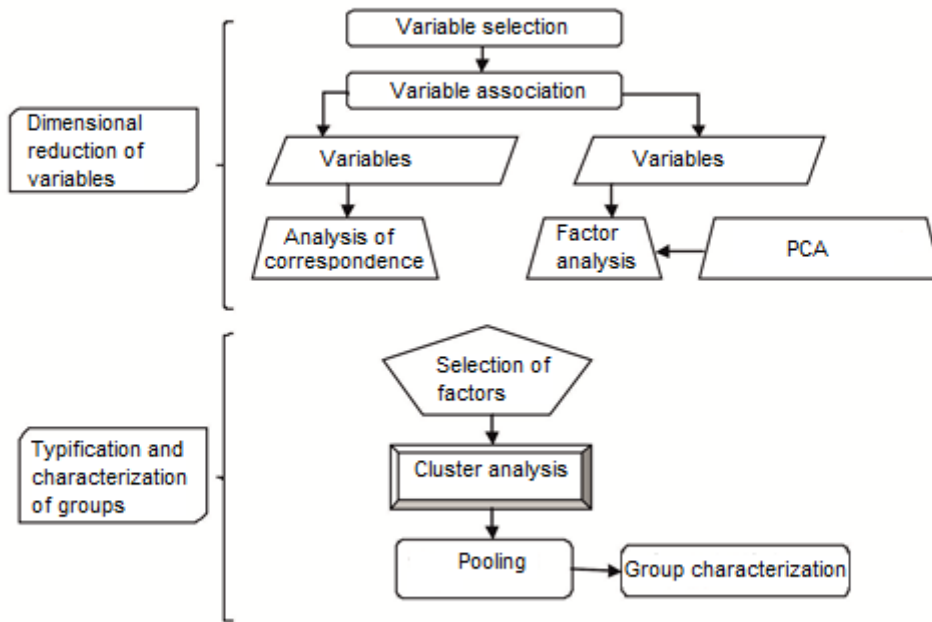 Variable selection
Variable association
Dimensional
reduction of
variables
Variables
Variables
Analysis of
correspondence
Factor
analysis
PCA
Selection of
factors
Typification and
characterization
of groups
Cluster analysis
Pooling
Group characterization